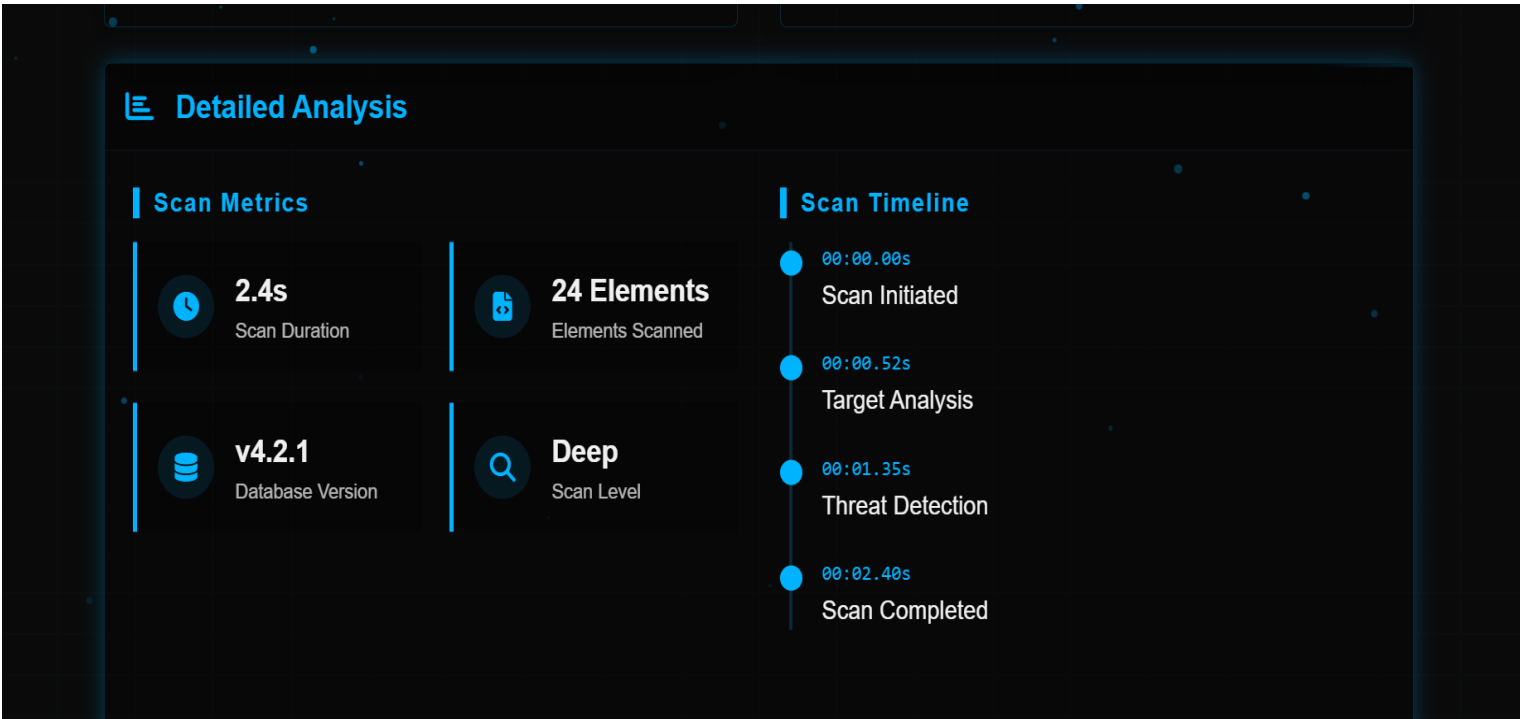 Detailed Analysis
Scan Metrics
2.4s
Scan Duration
24 Elements
Elements Scanned
v4.2.1
Database Version
Deep
Scan Level
Scan Timeline
00:00.00s
Scan Initiated
00:00.52s
Target Analysis
00:01.35s
Threat Detection
00:02.40s
Scan Completed